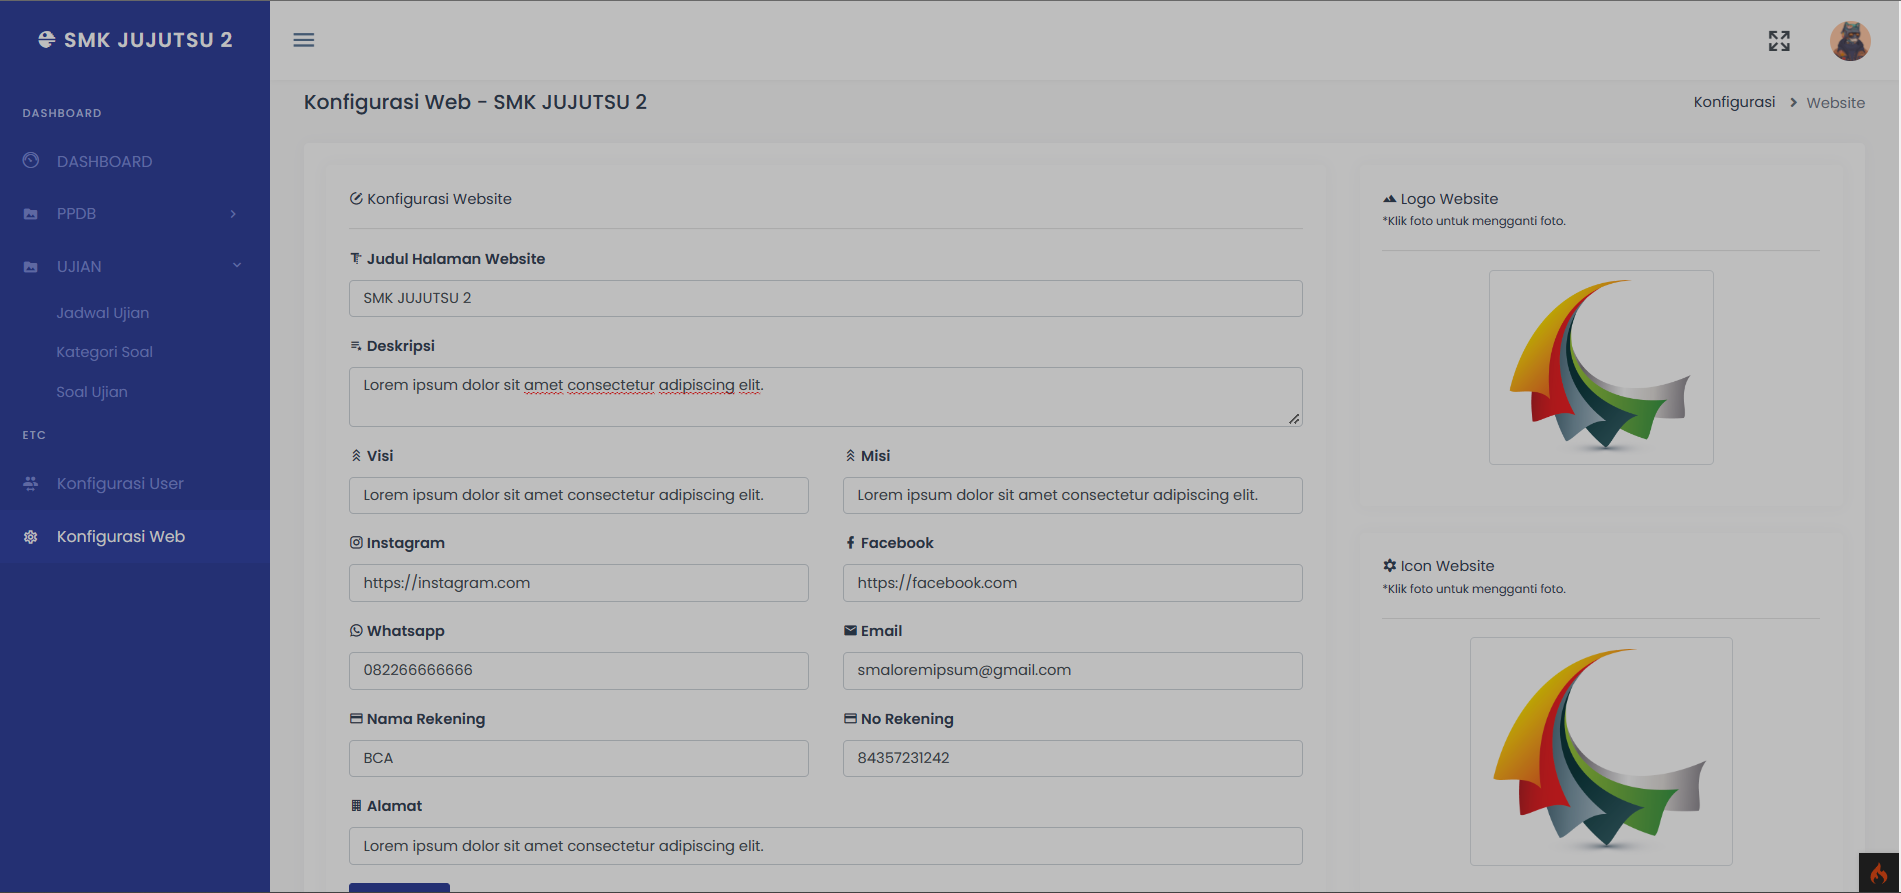 SMK JUJUTSU 2
DASHBOARD
DASHBOARD
PPDB
UJIAN
Jadwal Ujian
Kategori Soal
Soal Ujian
ETC
Konfigurasi User
Konfigurasi Web
Konfigurasi Web - SMK JUJUTSU 2
Konfigurasi > Website
Konfigurasi Website
Judul Halaman Website
SMK JUJUTSU 2
Deskripsi
Lorem ipsum dolor sit amet consectetur adipiscing elit.
Visi
Lorem ipsum dolor sit amet consectetur adipiscing elit.
Misi
Lorem ipsum dolor sit amet consectetur adipiscing elit.
Instagram
https://instagram.com
Facebook
https://facebook.com
Whatsapp
082266666666
Email
smaloremipsum@gmail.com
Nama Rekening
BCA
No Rekening
84357231242
Alamat
Lorem ipsum dolor sit amet consectetur adipiscing elit.
Logo Website
*Klik foto untuk mengganti foto.
Icon Website
*Klik foto untuk mengganti foto.